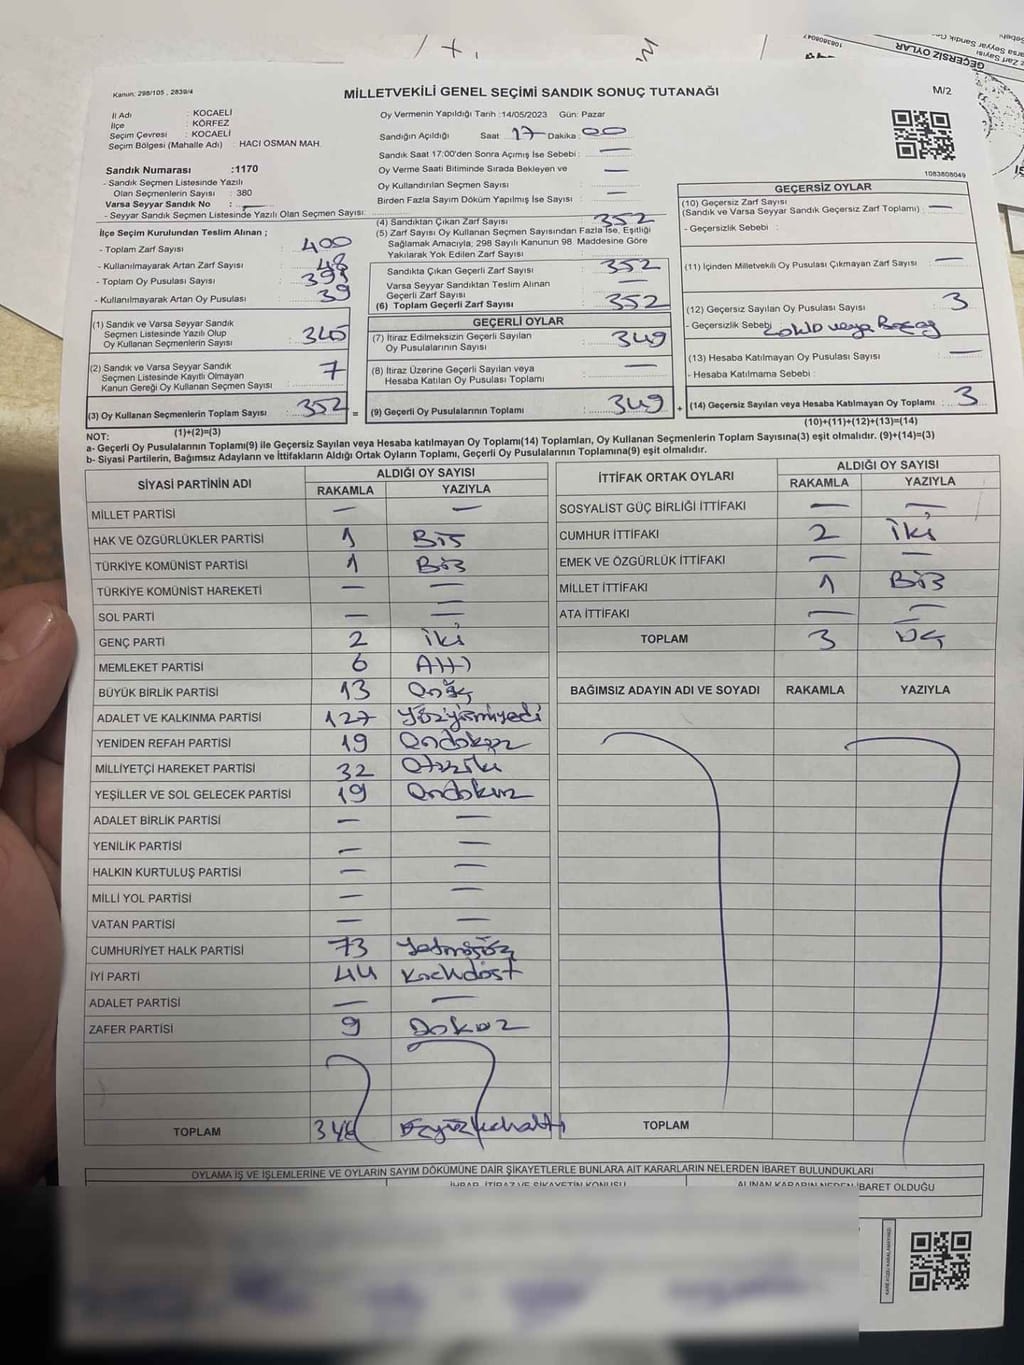 Kanun: 298/105 , 2839/4
MİLLETVEKİLİ GENEL SEÇİMİ SANDIK SONUÇ TUTANAĞI
M/2
İl Adı : KOCAELİ
İlçe : KÖRFEZ
Seçim Çevresi : KOCAELİ
Seçim Bölgesi (Mahalle Adı) : HACI OSMAN MAH.
Sandık Numarası :1170
- Sandık Seçmen Listesinde Yazılı
Olan Seçmenlerin Sayısı : 380
Varsa Seyyar Sandık No : —
- Seyyar Sandık Seçmen Listesinde Yazılı Olan Seçmen Sayısı:
Oy Vermenin Yapıldığı Tarih :14/05/2023 Gün: Pazar
Sandığın Açıldığı Saat: 17 Dakika: 00
Sandık Saat 17:00'den Sonra Açımış İse Sebebi : —
Oy Verme Saati Bitiminde Sırada Bekleyen ve
Oy Kullandırılan Seçmen Sayısı : —
Birden Fazla Sayım Döküm Yapılmış İse Sayısı : —
1083808049
İlçe Seçim Kurulundan Teslim Alınan ;
- Toplam Zarf Sayısı : 400
- Kullanılmayarak Artan Zarf Sayısı : 48
- Toplam Oy Pusulası Sayısı : 391
- Kullanılmayarak Artan Oy Pusulası : 39
(1) Sandık ve Varsa Seyyar Sandık
Seçmen Listesinde Yazılı Olup
Oy Kullanan Seçmenlerin Sayısı : 345
(2) Sandık ve Varsa Seyyar Sandık
Seçmen Listesinde Kayıtlı Olmayan
Kanun Gereği Oy Kullanan Seçmen Sayısı : 7
(3) Oy Kullanan Seçmenlerin Toplam Sayısı : 352 =
(1)+(2)=(3)
(4) Sandıktan Çıkan Zarf Sayısı : 352
(5) Zarf Sayısı Oy Kullanan Seçmen Sayısından Fazla İse, Eşitliği
Sağlamak Amacıyla; 298 Sayılı Kanunun 98. Maddesine Göre
Yakılarak Yok Edilen Zarf Sayısı :
Sandıkta Çıkan Geçerli Zarf Sayısı : 352
Varsa Seyyar Sandıktan Teslim Alınan
Geçerli Zarf Sayısı : —
(6) Toplam Geçerli Zarf Sayısı : 352
GEÇERLİ OYLAR
(7) İtiraz Edilmeksizin Geçerli Sayılan
Oy Pusulalarının Sayısı : 349
(8) İtiraz Üzerine Geçerli Sayılan veya
Hesaba Katılan Oy Pusulası Toplamı : —
(9) Geçerli Oy Pusulalarının Toplamı : 349 +
GEÇERSİZ OYLAR
(10) Geçersiz Zarf Sayısı
(Sandık ve Varsa Seyyar Sandık Geçersiz Zarf Toplamı) : —
- Geçersizlik Sebebi :
(11) İçinden Milletvekili Oy Pusulası Çıkmayan Zarf Sayısı : —
(12) Geçersiz Sayılan Oy Pusulası Sayısı : 3
- Geçersizlik Sebebi : veya
(13) Hesaba Katılmayan Oy Pusulası Sayısı : —
- Hesaba Katılmama Sebebi :
(14) Geçersiz Sayılan veya Hesaba Katılmayan Oy Toplamı : 3
(10)+(11)+(12)+(13)=(14)
NOT:
a- Geçerli Oy Pusulalarının Toplamı(9) ile Geçersiz Sayılan veya Hesaba katılmayan Oy Toplamı(14) Toplamları, Oy Kullanan Seçmenlerin Toplam Sayısına(3) eşit olmalıdır. (9)+(14)=(3)
b- Siyasi Partilerin, Bağımsız Adayların ve İttifakların Aldığı Ortak Oyların Toplamı, Geçerli Oy Pusulalarının Toplamına(9) eşit olmalıdır.
SİYASİ PARTİNİN ADI ALDIĞI OY SAYISI
RAKAMLA YAZIYLA
MİLLET PARTİSİ — —
HAK VE ÖZGÜRLÜKLER PARTİSİ 1 Bir
TÜRKİYE KOMÜNİST PARTİSİ 1 Bir
TÜRKİYE KOMÜNİST HAREKETİ — —
SOL PARTİ — —
GENÇ PARTİ 2 iki
MEMLEKET PARTİSİ 6 Altı
BÜYÜK BİRLİK PARTİSİ 13 Onüç
ADALET VE KALKINMA PARTİSİ 127 Yüzyirmiyedi
YENİDEN REFAH PARTİSİ 19 Ondokuz
MİLLİYETÇİ HAREKET PARTİSİ 32 Otuziki
YEŞİLLER VE SOL GELECEK PARTİSİ 19 Ondokuz
ADALET BİRLİK PARTİSİ — —
YENİLİK PARTİSİ — —
HALKIN KURTULUŞ PARTİSİ — —
MİLLİ YOL PARTİSİ — —
VATAN PARTİSİ — —
CUMHURİYET HALK PARTİSİ 73 Yetmişüç
İYİ PARTİ 44 Kırkdört
ADALET PARTİSİ — —
ZAFER PARTİSİ 9 Dokuz
TOPLAM 346 Üçyüzkırkaltı
İTTİFAK ORTAK OYLARI ALDIĞI OY SAYISI
RAKAMLA YAZIYLA
SOSYALİST GÜÇ BİRLİĞİ İTTİFAKI — —
CUMHUR İTTİFAKI 2 İki
EMEK VE ÖZGÜRLÜK İTTİFAKI — —
MİLLET İTTİFAKI 1 Bir
ATA İTTİFAKI — —
TOPLAM 3 Üç
BAĞIMSIZ ADAYIN ADI VE SOYADI RAKAMLA YAZIYLA
TOPLAM
OYLAMA İŞ VE İŞLEMLERİNE VE OYLARIN SAYIM DÖKÜMÜNE DAİR ŞİKAYETLERLE BUNLARA AİT KARARLARIN NELERDEN İBARET BULUNDUKLARI
İHBAR, İTİRAZ VE ŞİKAYETİN KONUSU ALINAN KARARIN NEDEN İBARET OLDUĞU
GEÇERSİZ OYLAR
1083808047